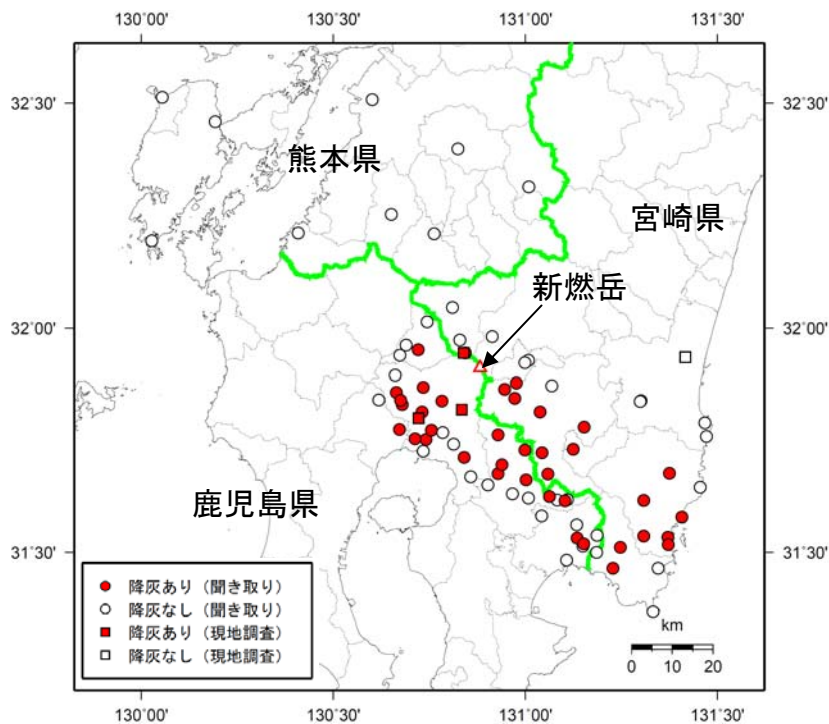 130°00' 130°30' 131°00' 131°30'
32°30' 32°30'
熊本県
宮崎県
新燃岳
32°00' 32°00'
鹿児島県
31°30' 31°30'
降灰あり（聞き取り）
降灰なし（聞き取り）
降灰あり（現地調査）
降灰なし（現地調査）
km
0 10 20
130°00' 130°30' 131°00' 131°30'